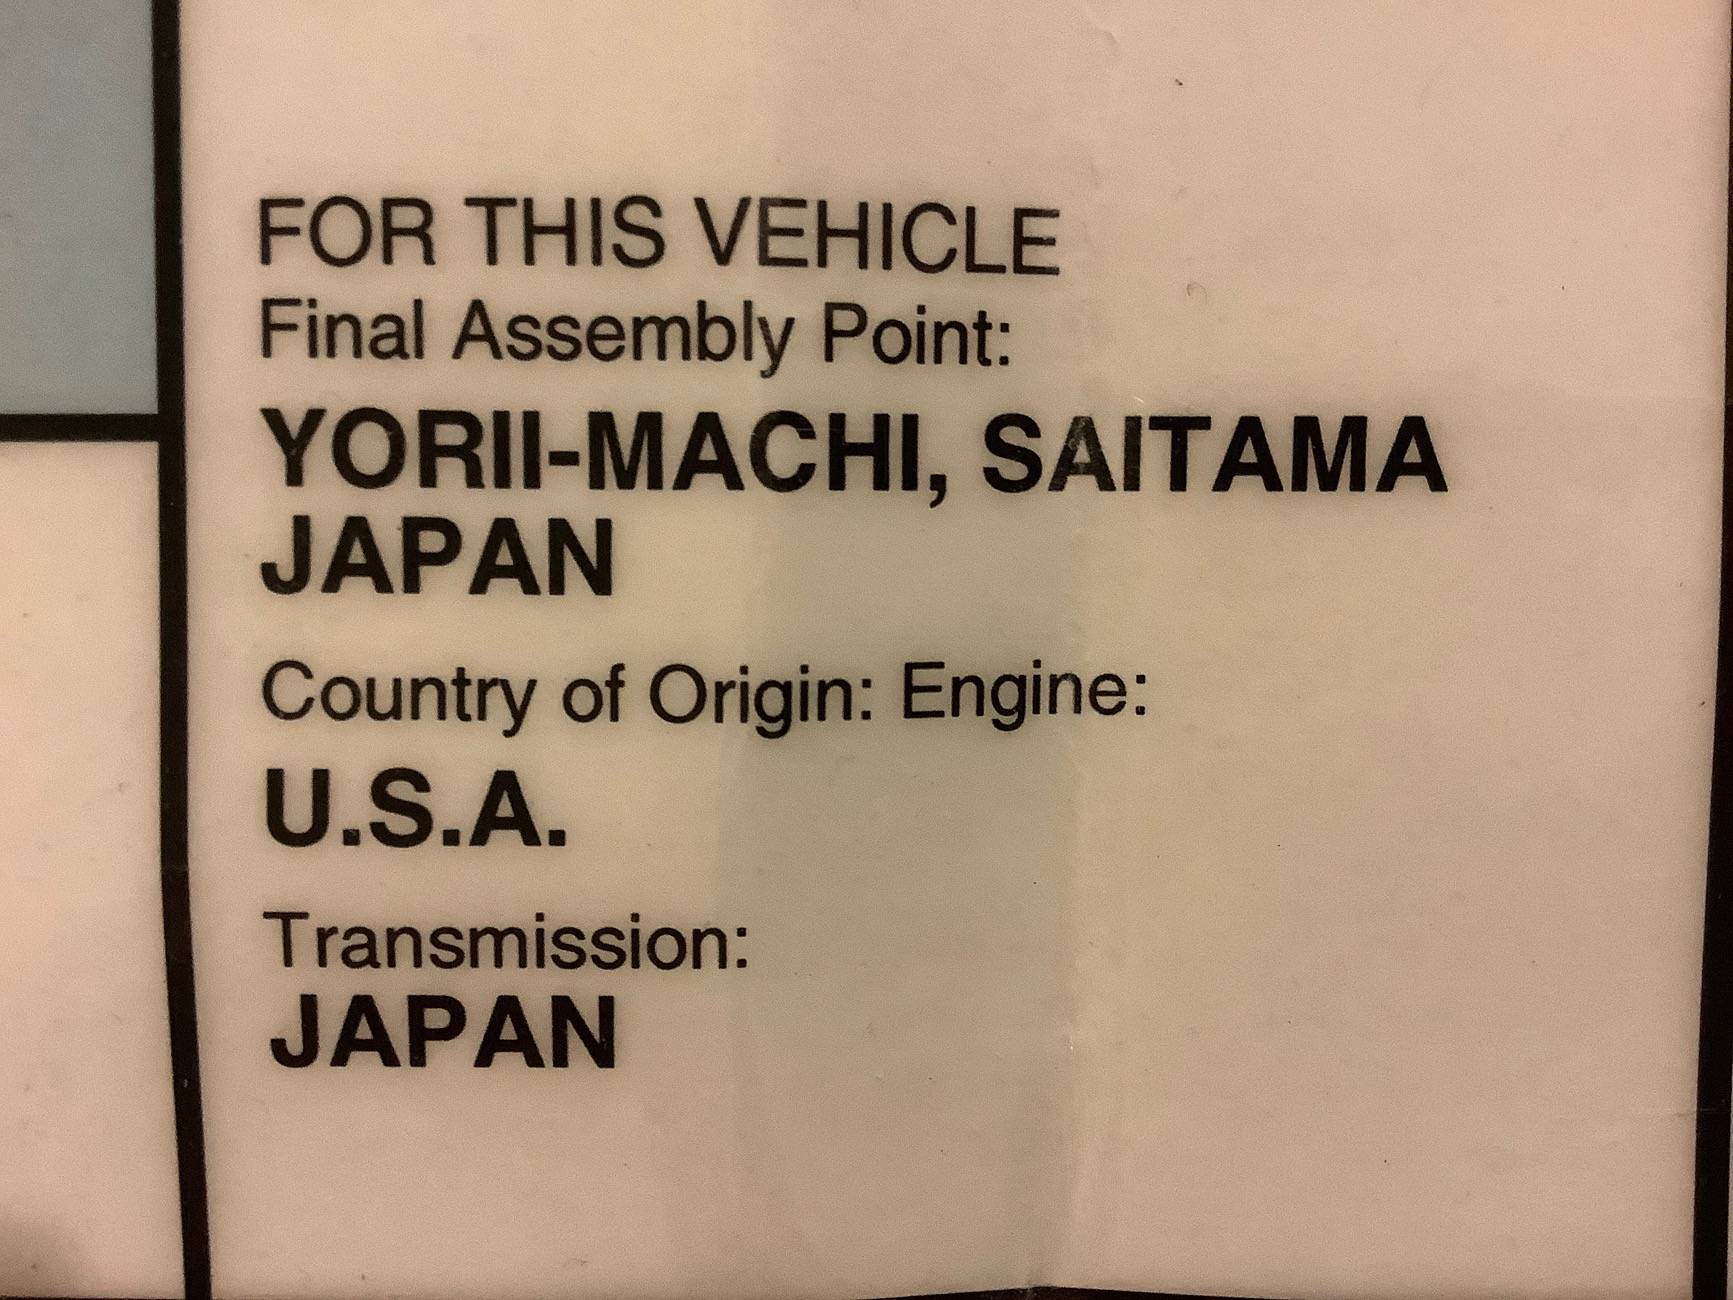 FOR THIS VEHICLE
Final Assembly Point:
YORII-MACHI, SAITAMA
JAPAN
Country of Origin: Engine:
U.S.A.
Transmission:
JAPAN